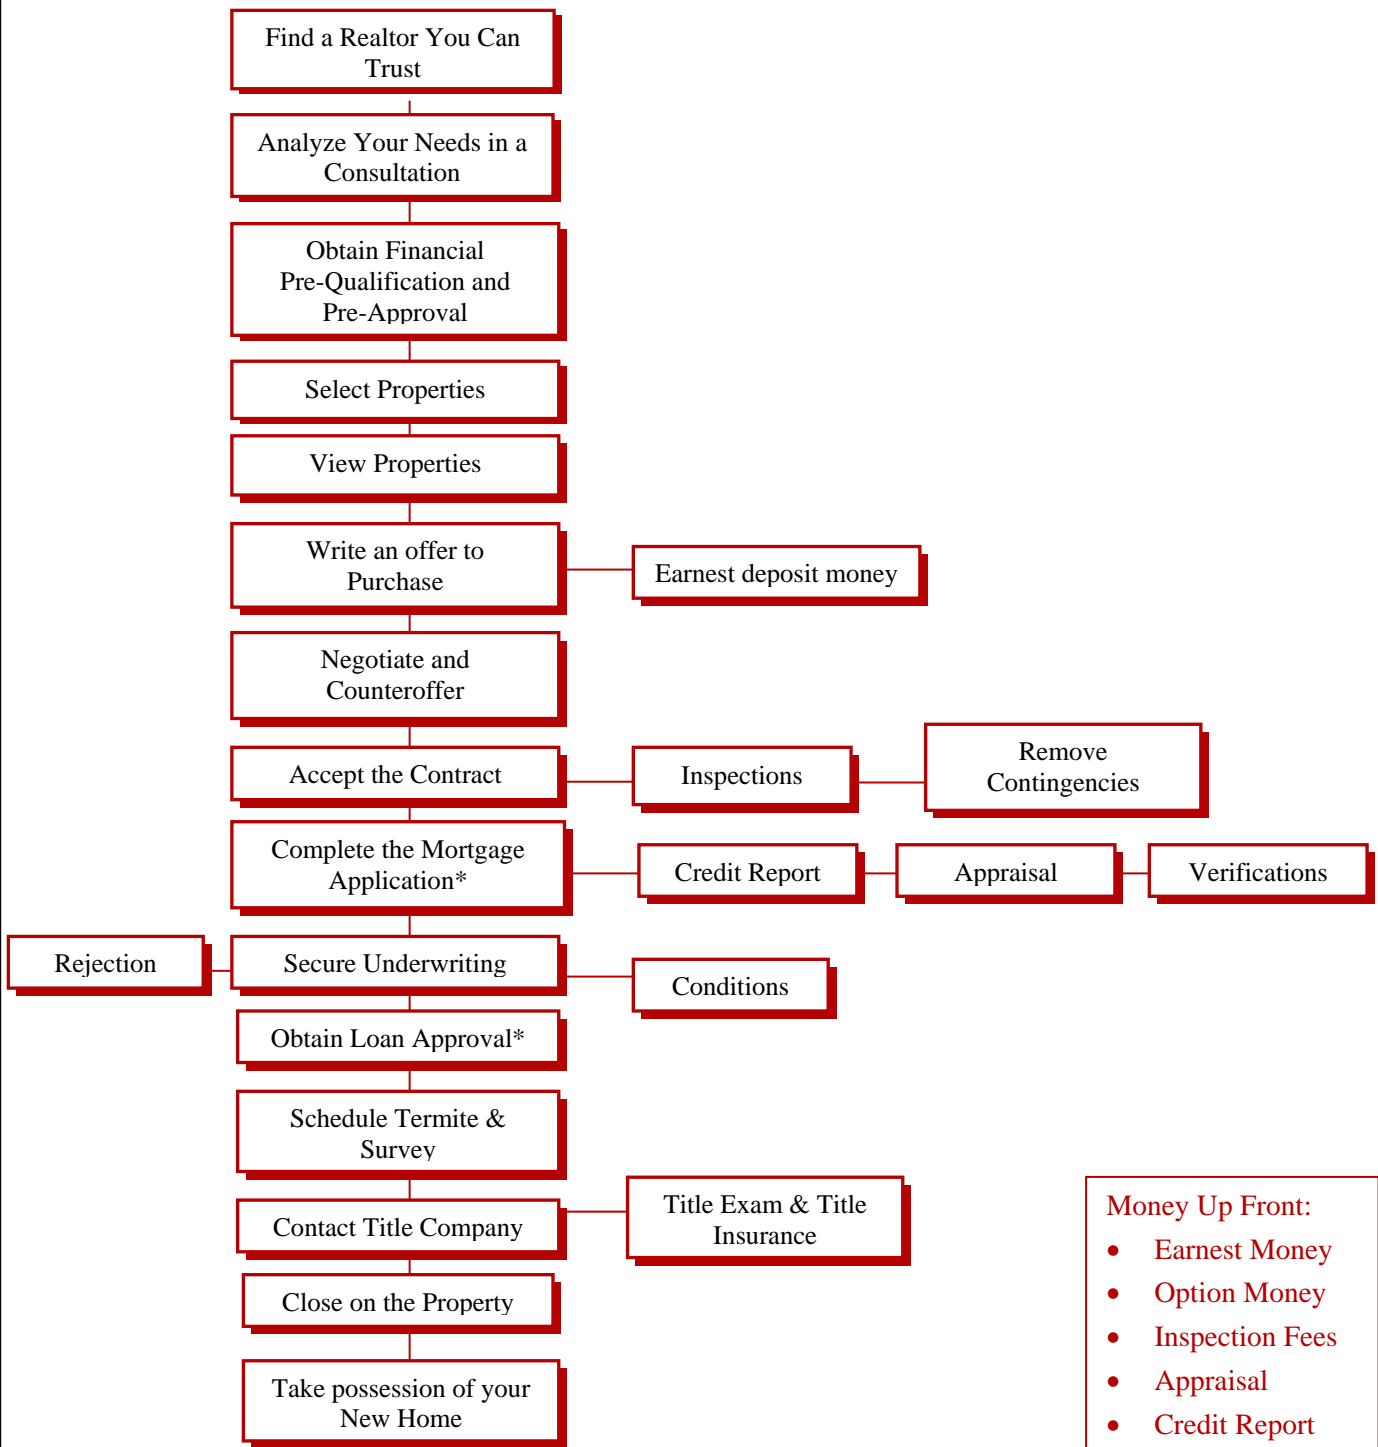 Find a Realtor You Can
Trust
Analyze Your Needs in a
Consultation
Obtain Financial
Pre-Qualification and
Pre-Approval
Select Properties
View Properties
Write an offer to
Purchase
Earnest deposit money
Negotiate and
Counteroffer
Accept the Contract
Inspections
Remove
Contingencies
Complete the Mortgage
Application*
Credit Report
Appraisal
Verifications
Rejection
Secure Underwriting
Conditions
Obtain Loan Approval*
Schedule Termite &
Survey
Contact Title Company
Title Exam & Title
Insurance
Close on the Property
Take possession of your
New Home
Money Up Front:
• Earnest Money
• Option Money
• Inspection Fees
• Appraisal
• Credit Report